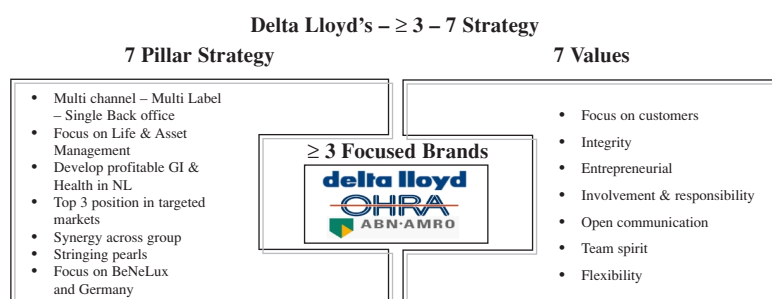 Delta Lloyd's – ≥ 3 – 7 Strategy
7 Pillar Strategy
• Multi channel – Multi Label
– Single Back office
• Focus on Life & Asset
Management
• Develop profitable GI &
Health in NL
• Top 3 position in targeted
markets
• Synergy across group
• Stringing pearls
• Focus on BeNeLux
and Germany
≥ 3 Focused Brands
delta lloyd
OHRA
ABN·AMRO
7 Values
• Focus on customers
• Integrity
• Entrepreneurial
• Involvement & responsibility
• Open communication
• Team spirit
• Flexibility